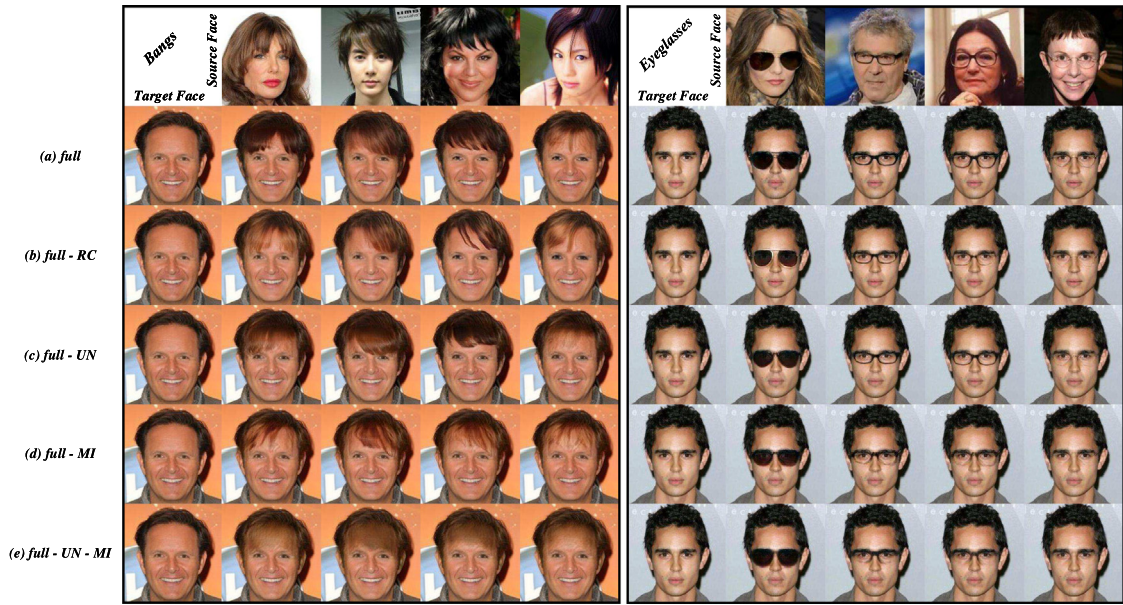 Bangs
Source Face
Target Face
Eyeglasses
Source Face
Target Face
(a) full
(b) full - RC
(c) full - UN
(d) full - MI
(e) full - UN - MI